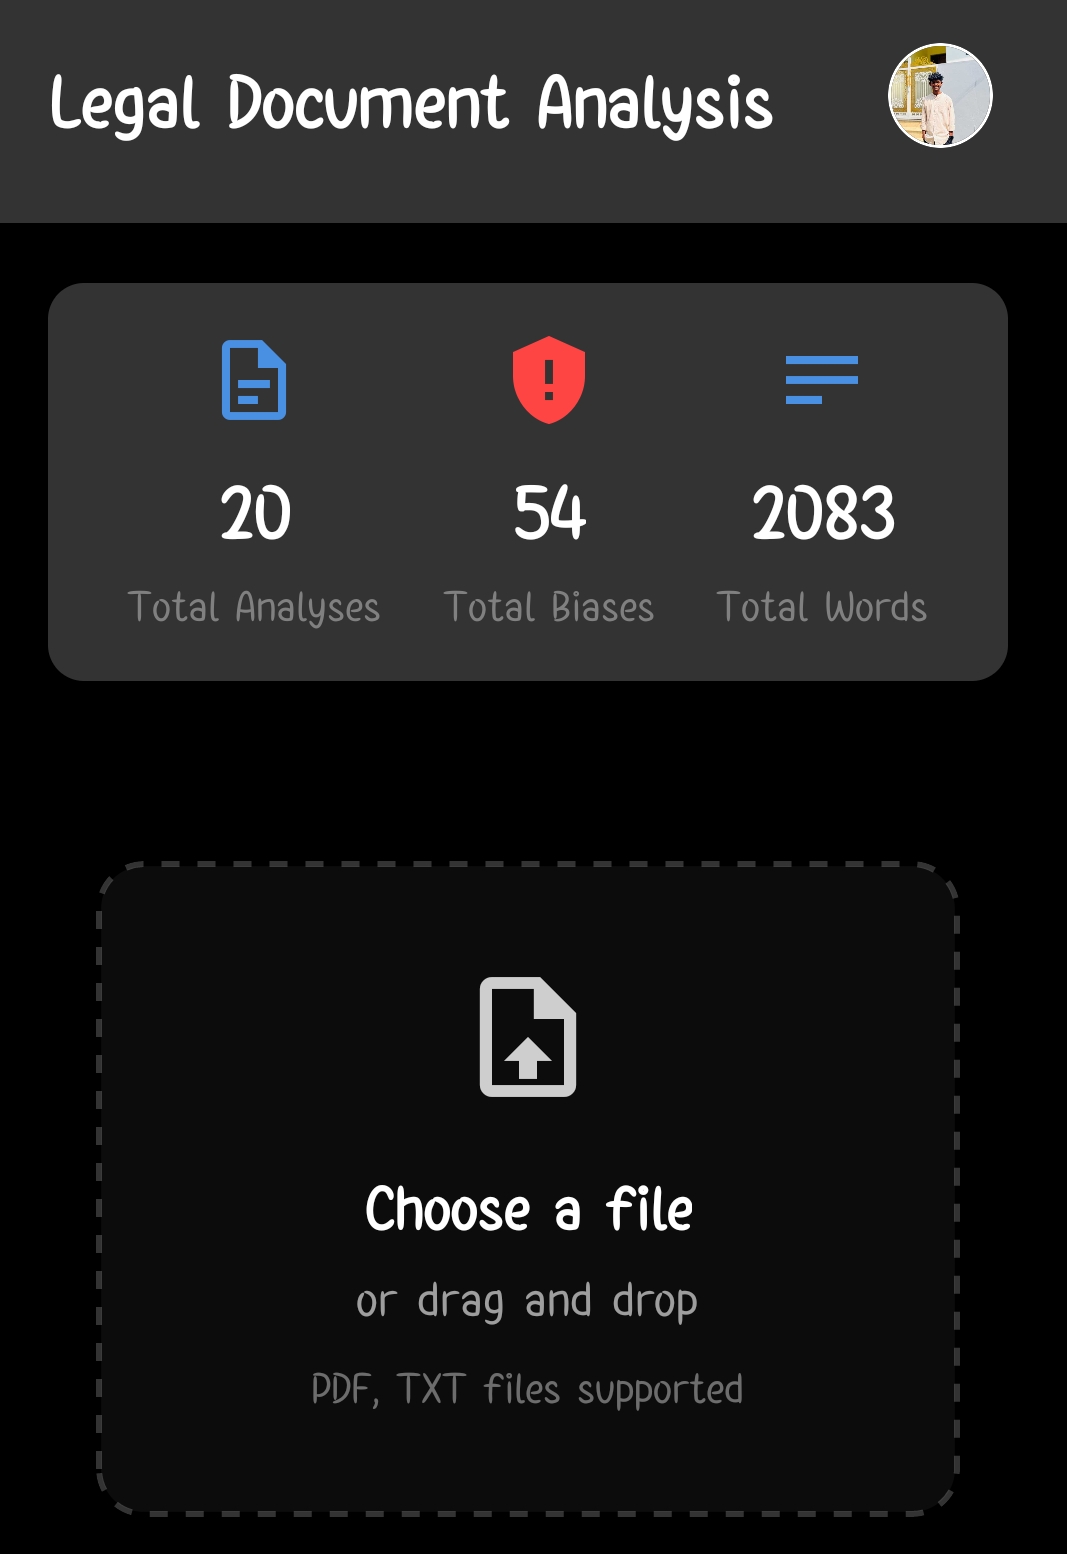 Legal Document Analysis
20 54 2083
Total Analyses Total Biases Total Words
Choose a file
or drag and drop
PDF, TXT files supported